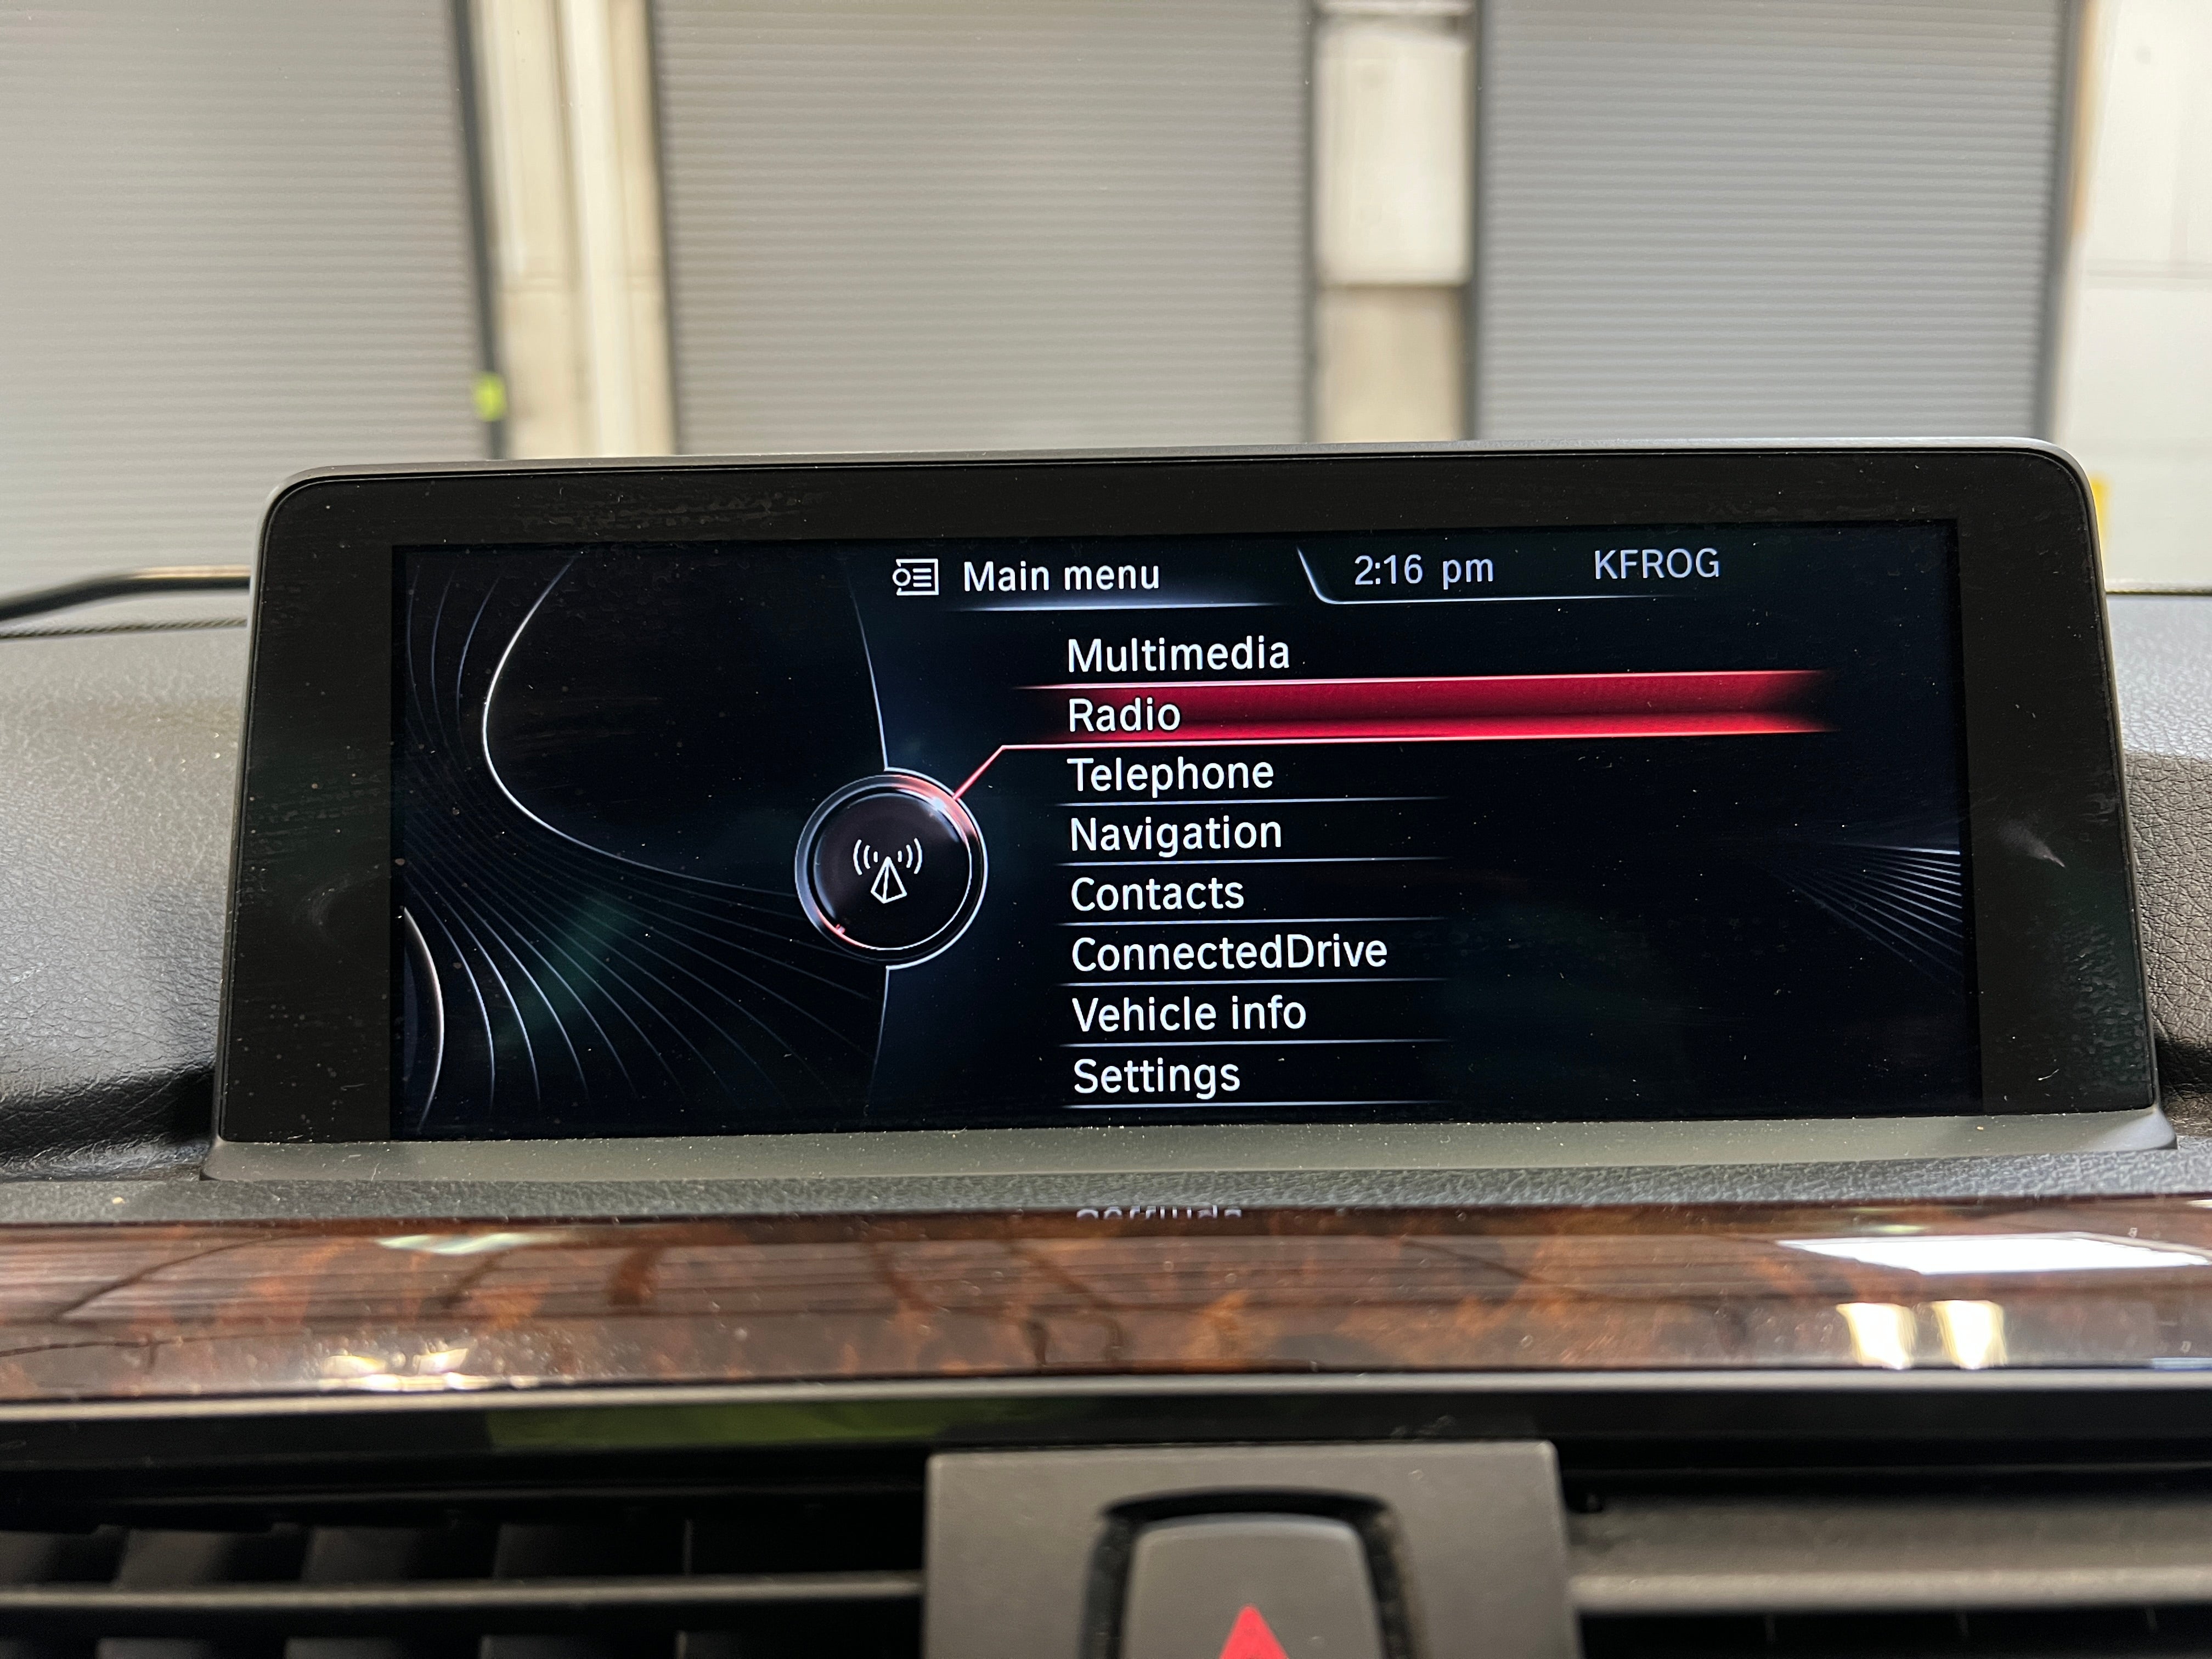 Main menu
2:16 pm
KFROG
Multimedia
Radio
Telephone
Navigation
Contacts
ConnectedDrive
Vehicle info
Settings